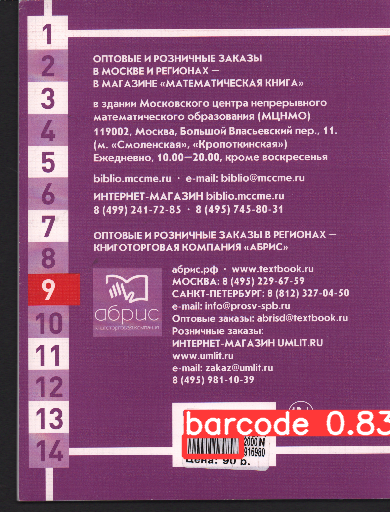 1
2
3
4
5
6
7
8
9
10
11
12
13
14
ОПТОВЫЕ И РОЗНИЧНЫЕ ЗАКАЗЫ
В МОСКВЕ И РЕГИОНАХ –
В МАГАЗИНЕ «МАТЕМАТИЧЕСКАЯ КНИГА»
в здании Московского центра непрерывного
математического образования (МЦНМО)
119002, Москва, Большой Власьевский пер., 11.
(м. «Смоленская», «Кропоткинская»)
Ежедневно, 10.00–20.00, кроме воскресенья
biblio.mccme.ru · e-mail: biblio@mccme.ru
ИНТЕРНЕТ-МАГАЗИН biblio.mccme.ru
8 (499) 241-72-85 · 8 (495) 745-80-31
ОПТОВЫЕ И РОЗНИЧНЫЕ ЗАКАЗЫ В РЕГИОНАХ –
КНИГОТОРГОВАЯ КОМПАНИЯ «АБРИС»
абрис
абрис.рф · www.textbook.ru
МОСКВА: 8 (495) 229-67-59
САНКТ-ПЕТЕРБУРГ: 8 (812) 327-04-50
e-mail: info@prosv-spb.ru
Оптовые заказы: abrisd@textbook.ru
Розничные заказы:
ИНТЕРНЕТ-МАГАЗИН UMLIT.RU
www.umlit.ru
e-mail: zakaz@umlit.ru
8 (495) 981-10-39
barcode 0.83
2000
916980
Цена: 90 р.